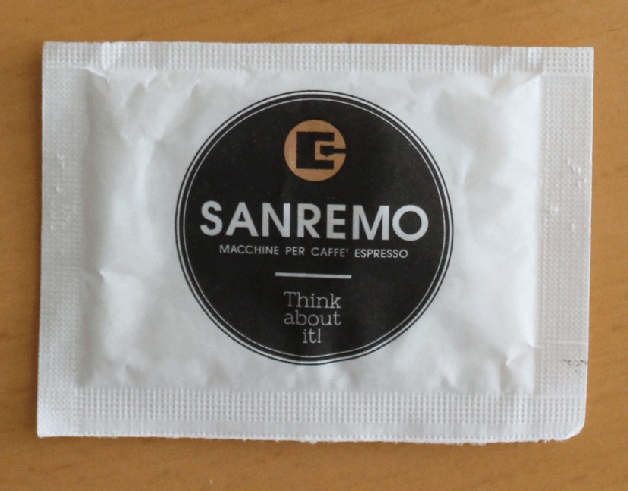 SANREMO
MACCHINE PER CAFFE' ESPRESSO
Think
about
it!